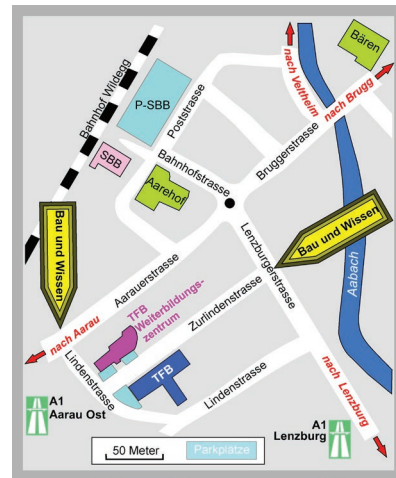 Bären
nach Veltheim
nach Brugg
Bahnhof Wildegg
P-SBB
Poststrasse
SBB
Bahnhofstrasse
Bruggerstrasse
Aarehof
Bau und Wissen
Bau und Wissen
Lenzburgerstrasse
Aabach
Aarauerstrasse
TFB
Weiterbildungs-
zentrum
Zurlindenstrasse
nach Aarau
Lindenstrasse
TFB
Lindenstrasse
nach Lenzburg
A1
Aarau Ost
A1
Lenzburg
50 Meter
Parkplätze